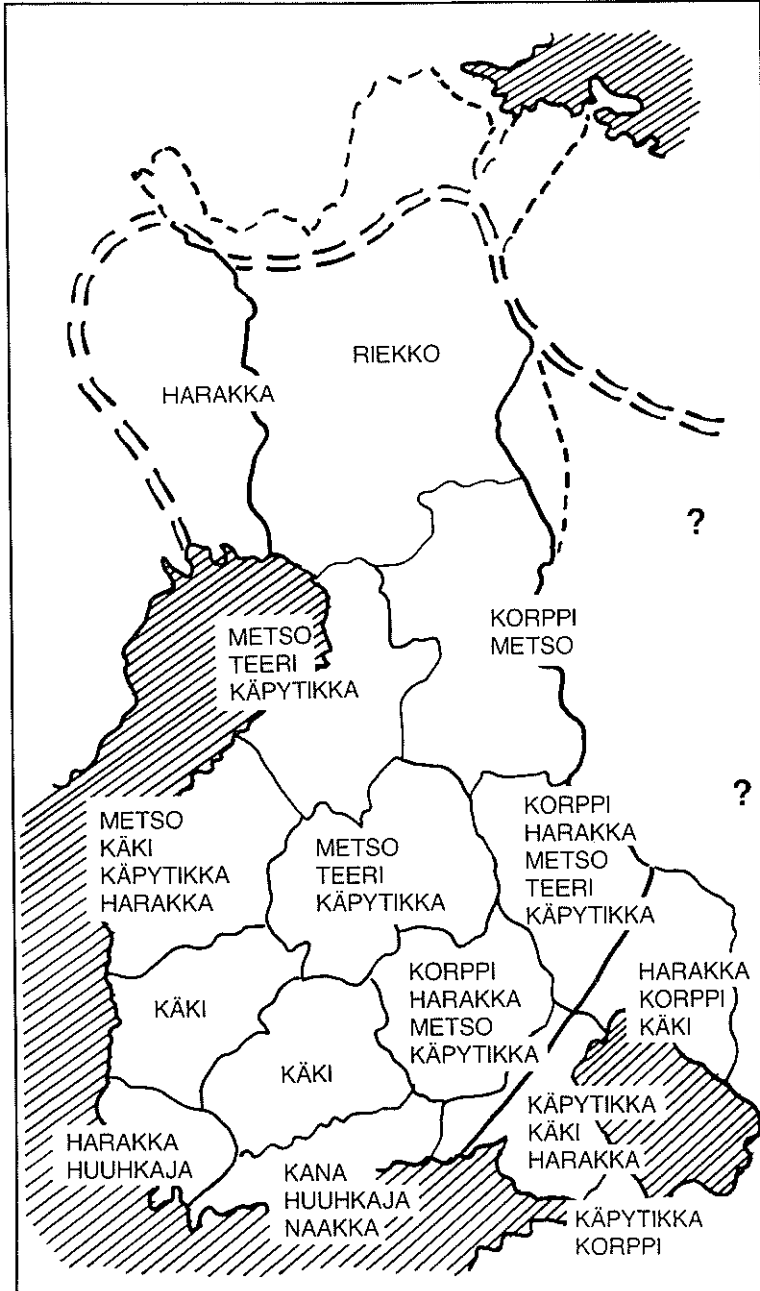 RIEKKO
HARAKKA
?
KORPPI
METSO
METSO
TEERI
KÄPYTIKKA
?
KORPPI
HARAKKA
METSO
TEERI
KÄPYTIKKA
METSO
KÄKI
KÄPYTIKKA
HARAKKA
METSO
TEERI
KÄPYTIKKA
HARAKKA
KORPPI
KÄKI
KORPPI
HARAKKA
METSO
KÄPYTIKKA
KÄKI
KÄKI
KÄPYTIKKA
KÄKI
HARAKKA
HARAKKA
HUUHKAJA
KANA
HUUHKAJA
NAAKKA
KÄPYTIKKA
KORPPI